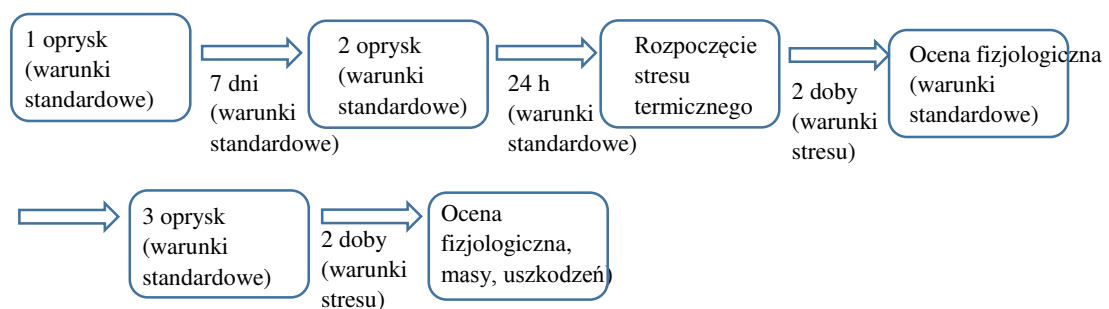 1 oprysk
(warunki
standardowe)
7 dni
(warunki
standardowe)
2 oprysk
(warunki
standardowe)
24 h
(warunki
standardowe)
Rozpoczęcie
stresu
termicznego
2 doby
(warunki
stresu)
Ocena fizjologiczna
(warunki
standardowe)
3 oprysk
(warunki
standardowe)
2 doby
(warunki
stresu)
Ocena
fizjologiczna,
masy, uszkodzeń)